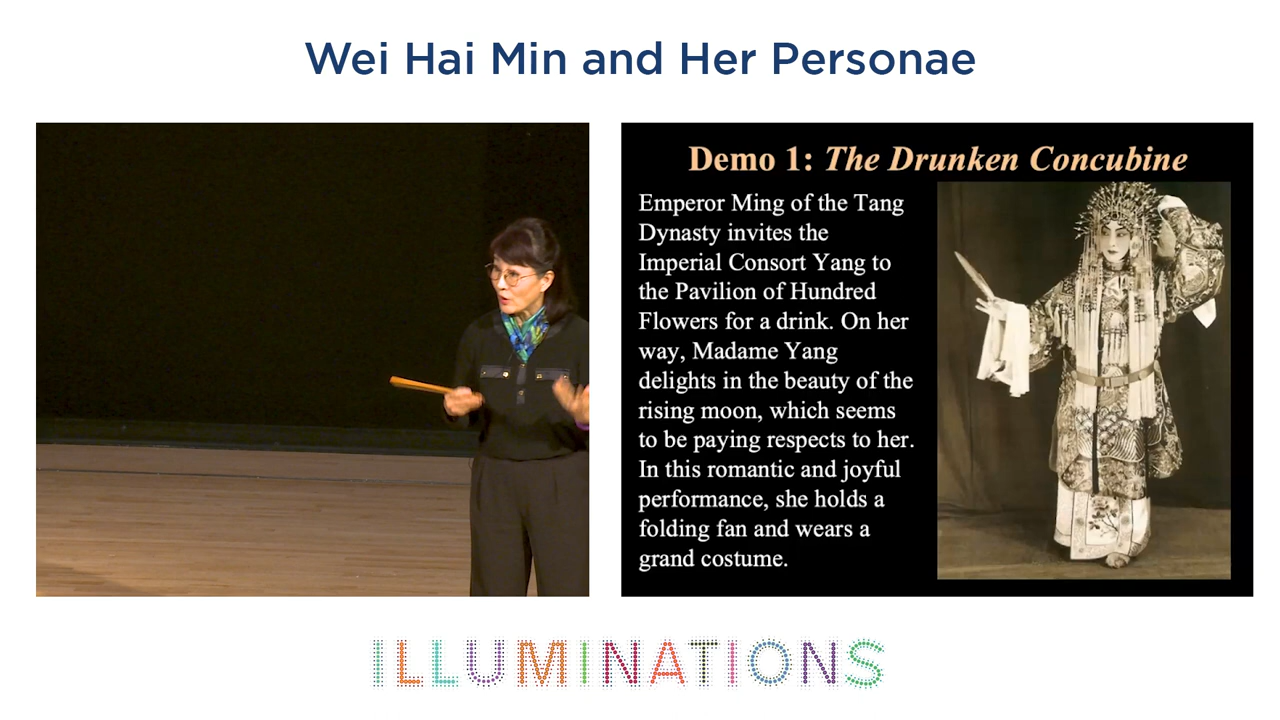 Wei Hai Min and Her Personae
Demo 1: The Drunken Concubine
Emperor Ming of the Tang
Dynasty invites the
Imperial Consort Yang to
the Pavilion of Hundred
Flowers for a drink. On her
way, Madame Yang
delights in the beauty of the
rising moon, which seems
to be paying respects to her.
In this romantic and joyful
performance, she holds a
folding fan and wears a
grand costume.
ILLUMINATIONS